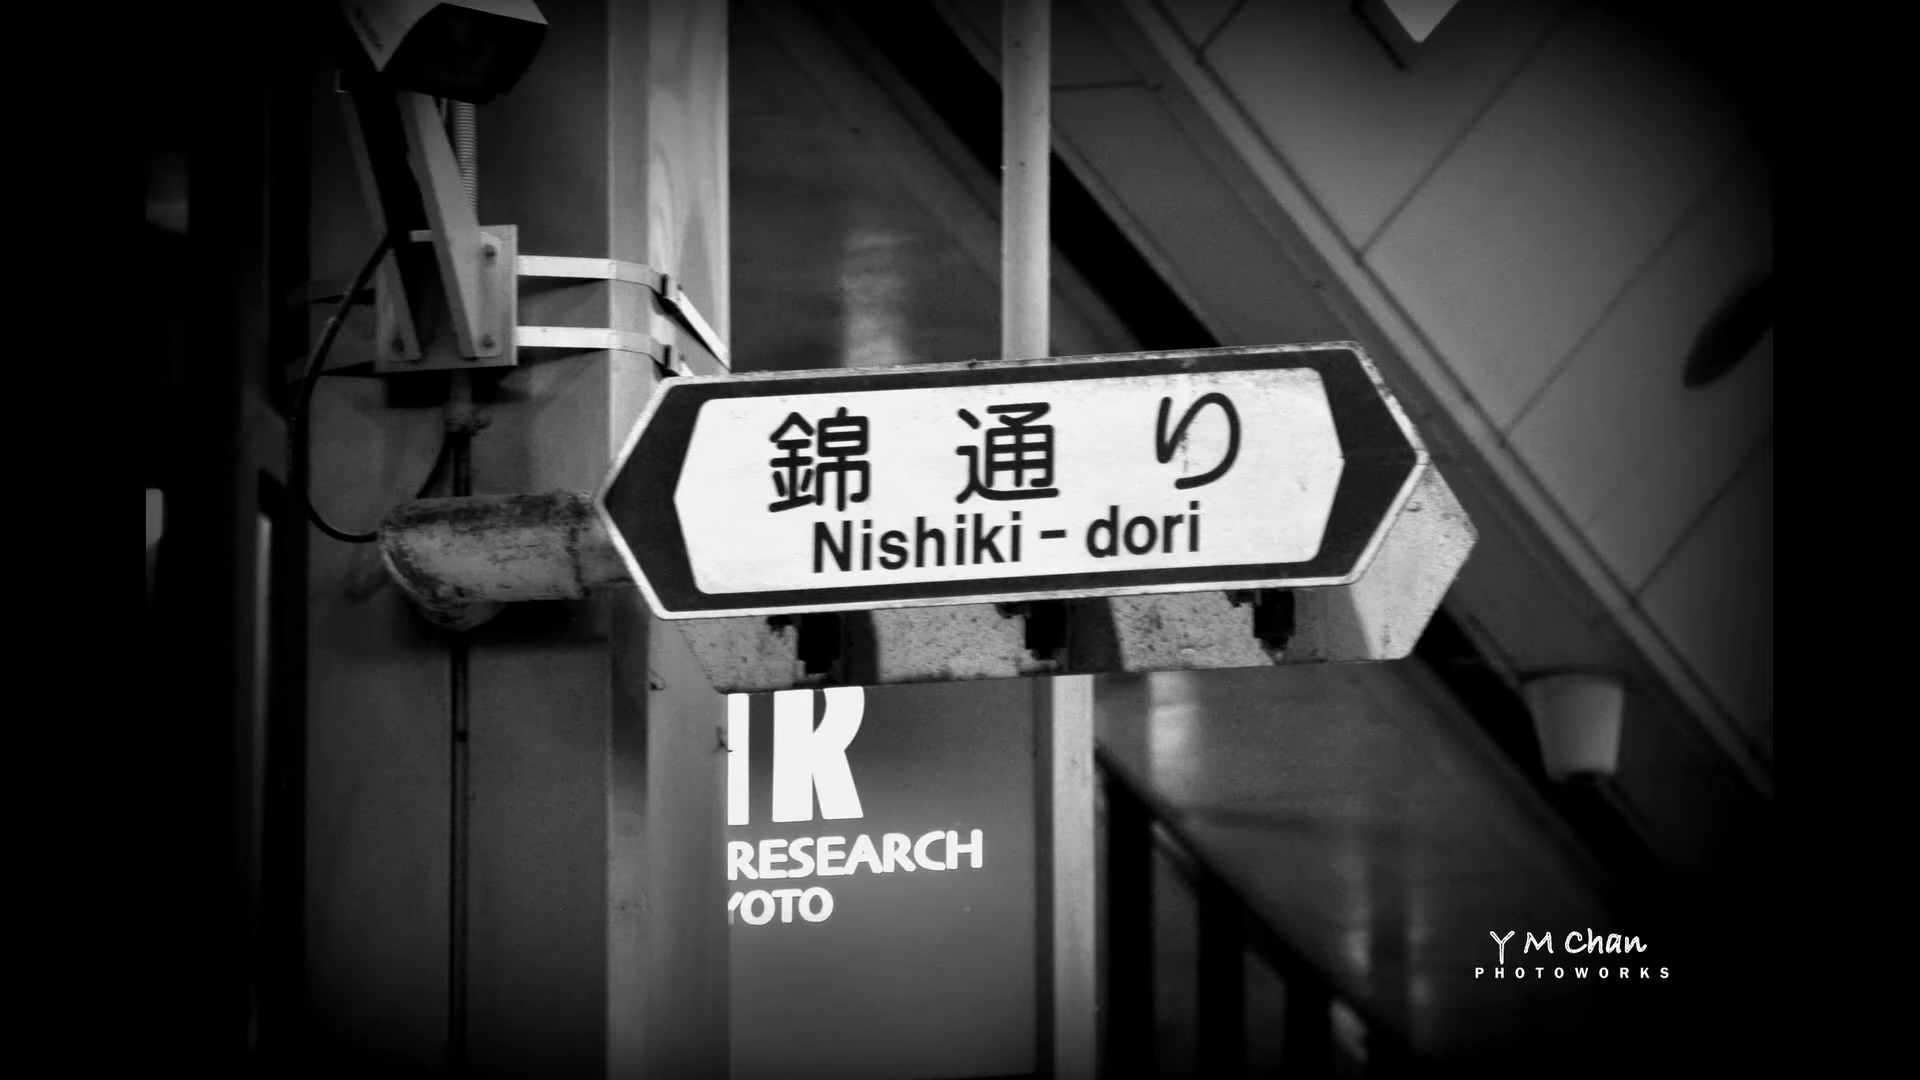 錦通り
Nishiki-dori
RESEARCH
YOTO
Y M Chan
PHOTOWORKS